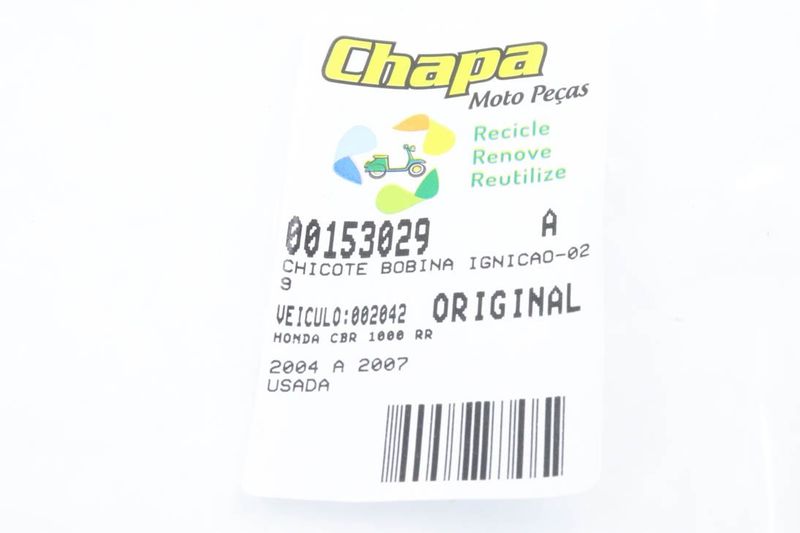 Chapa
Moto Peças
Recicle
Renove
Reutilize
00153029 A
CHICOTE BOBINA IGNICAO-02
9
VEICULO:002042 ORIGINAL
HONDA CBR 1000 RR
2004 A 2007
USADA